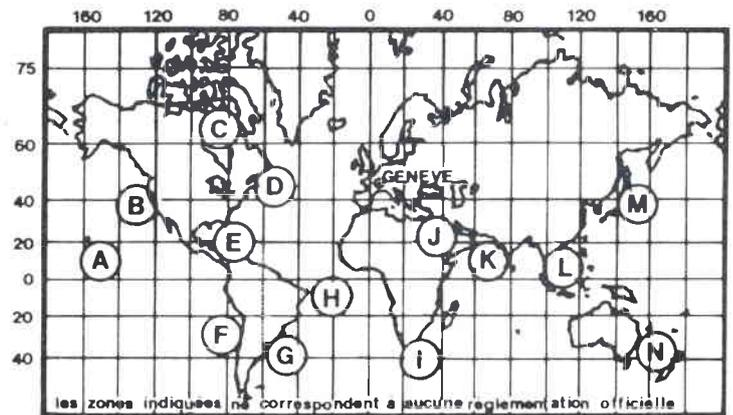 160 120 80 40 0 40 80 120 160
75
60
40
20
0
20
40
C
D
GENEVE
B
M
E
J
A
K
L
H
F
G
i
N
les zones indiquees ne correspondent a aucune reglementation officielle